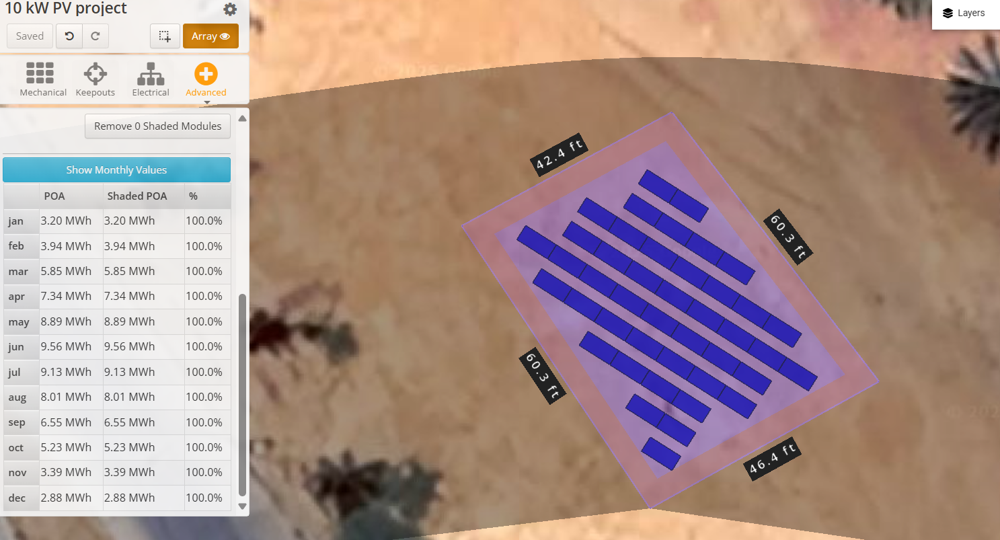 10 kW PV project
Layers
Saved
Array
Mechanical Keepouts Electrical Advanced
Remove 0 Shaded Modules
Show Monthly Values
POA Shaded POA %
jan 3.20 MWh 3.20 MWh 100.0%
feb 3.94 MWh 3.94 MWh 100.0%
mar 5.85 MWh 5.85 MWh 100.0%
apr 7.34 MWh 7.34 MWh 100.0%
may 8.89 MWh 8.89 MWh 100.0%
jun 9.56 MWh 9.56 MWh 100.0%
jul 9.13 MWh 9.13 MWh 100.0%
aug 8.01 MWh 8.01 MWh 100.0%
sep 6.55 MWh 6.55 MWh 100.0%
oct 5.23 MWh 5.23 MWh 100.0%
nov 3.39 MWh 3.39 MWh 100.0%
dec 2.88 MWh 2.88 MWh 100.0%
42.4 ft
60.3 ft
60.3 ft
46.4 ft